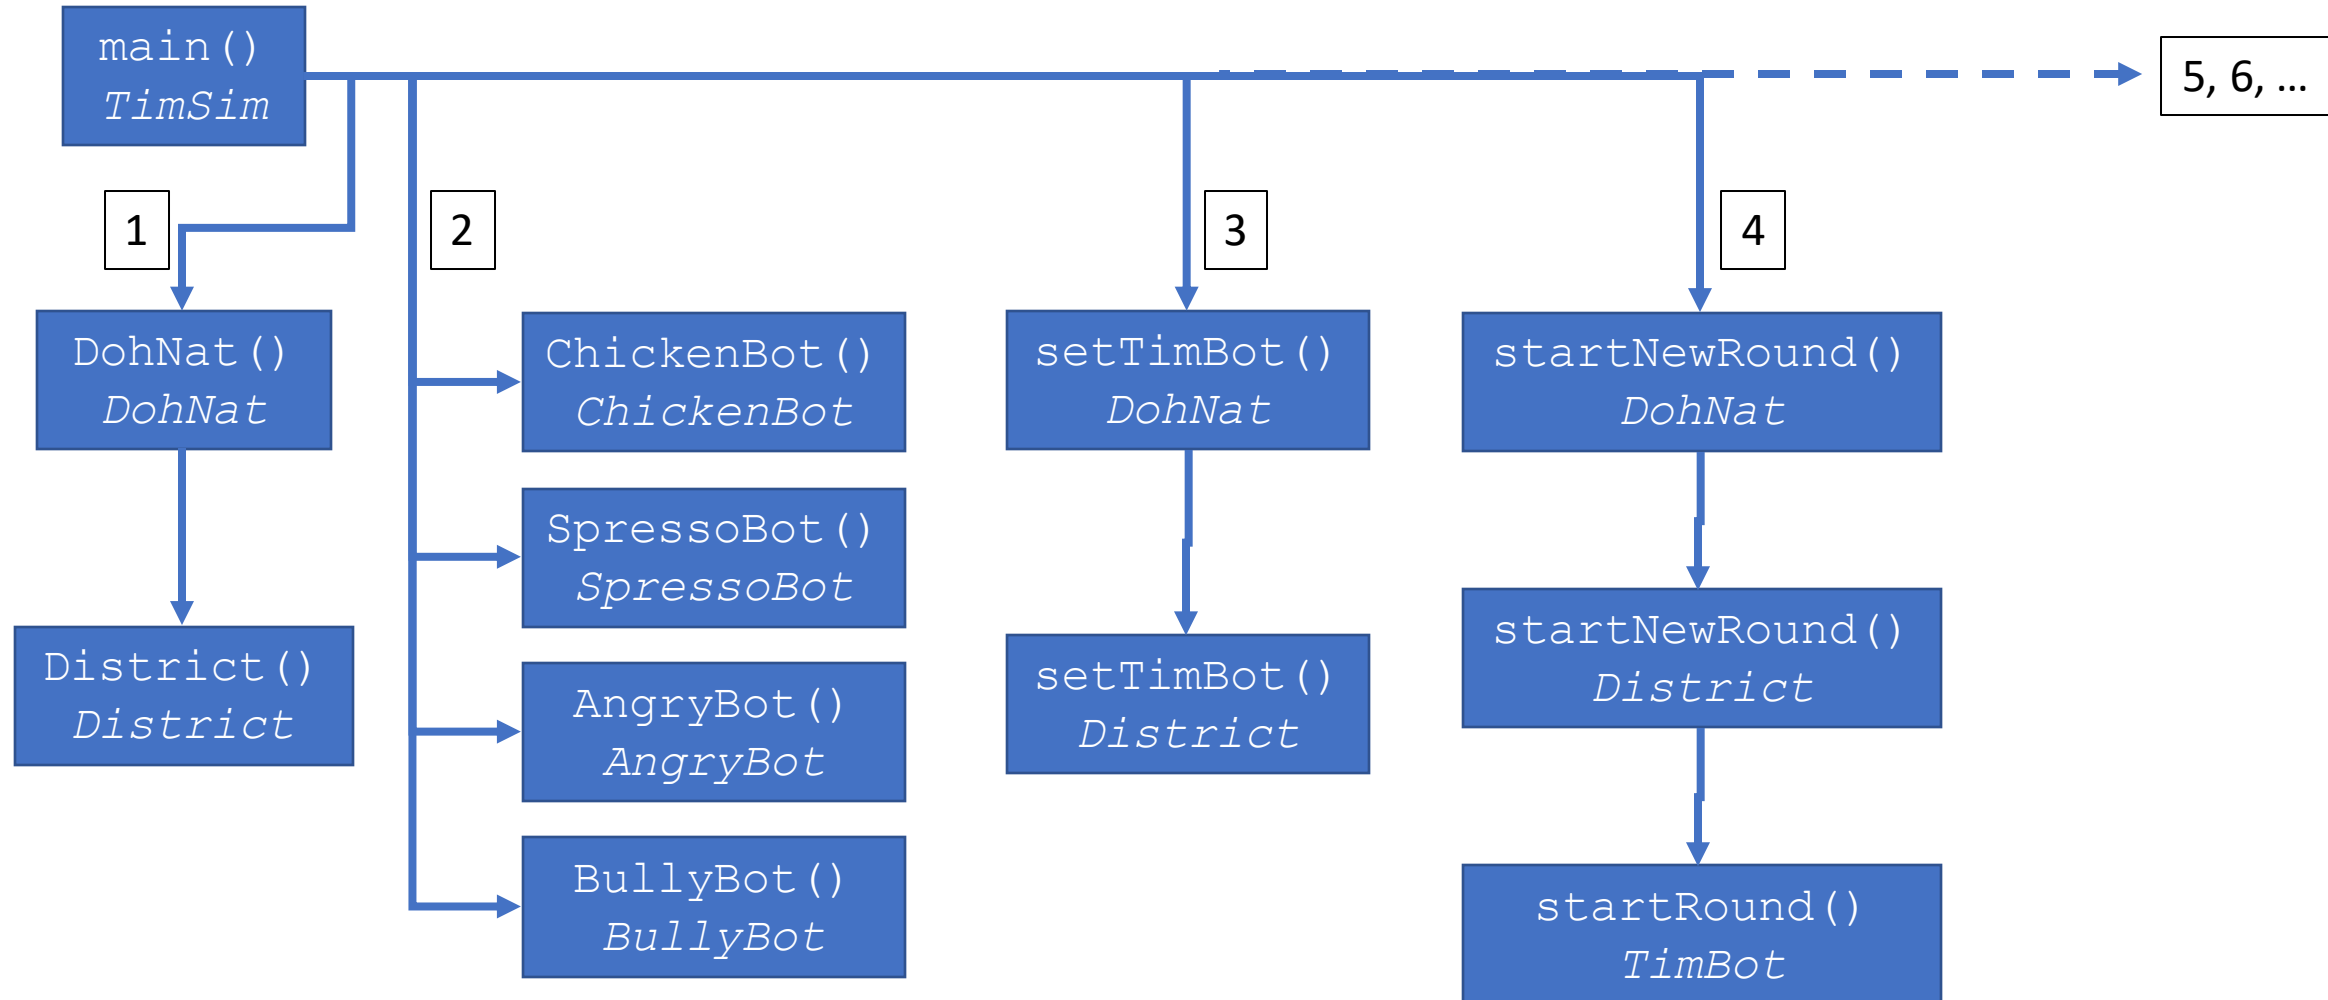 main()
TimSim
5, 6, ...
1
2
3
4
DohNat()
DohNat
District()
District
ChickenBot()
ChickenBot
SpressoBot()
SpressoBot
AngryBot()
AngryBot
BullyBot()
BullyBot
setTimBot()
DohNat
setTimBot()
District
startNewRound()
DohNat
startNewRound()
District
startRound()
TimBot